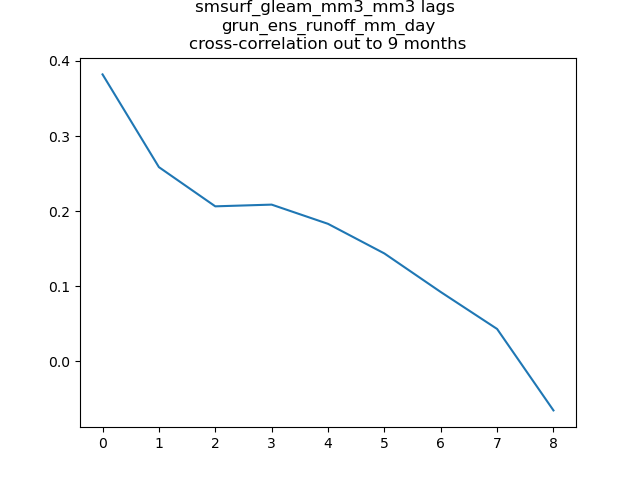 smsurf_gleam_mm3_mm3 lags
grun_ens_runoff_mm_day
cross-correlation out to 9 months
0.4
0.3
0.2
0.1
0.0
0 1 2 3 4 5 6 7 8